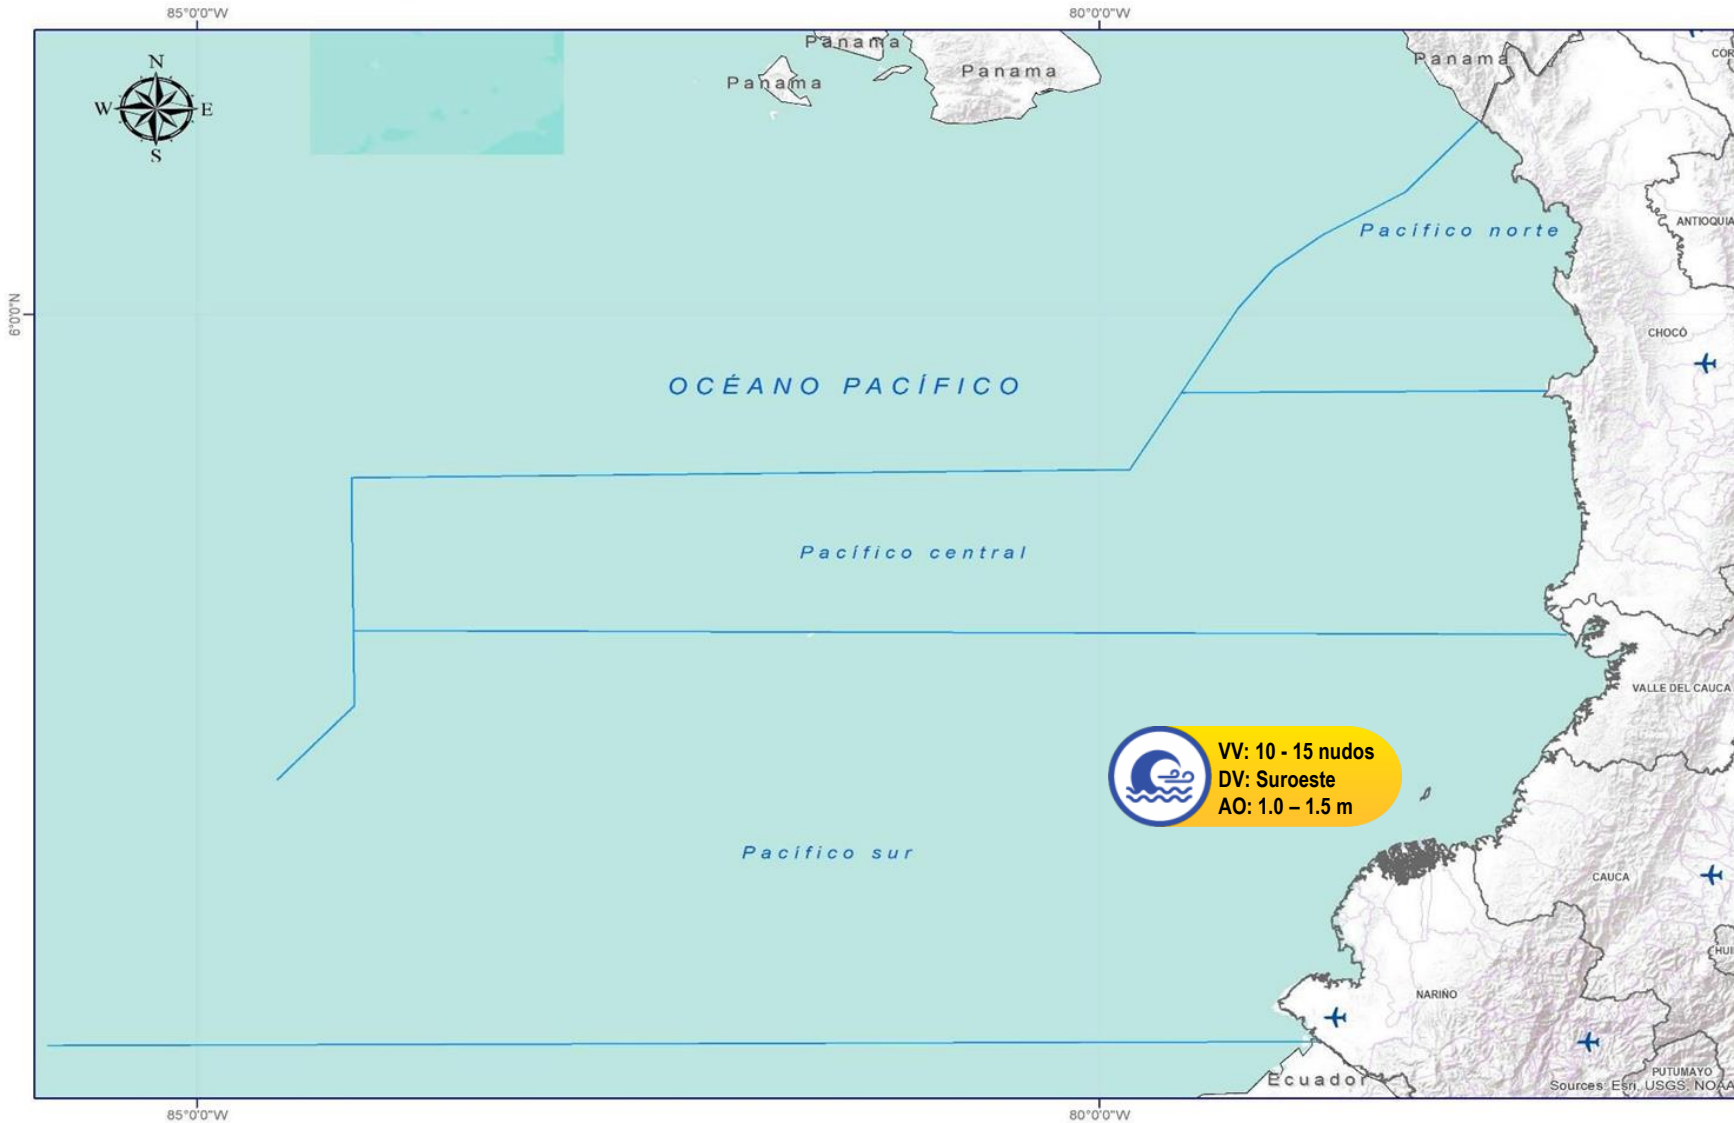 85°0'0"W
80°0'0"W
N
W
E
S
Panama
Panama
Panama
Panama
CÓR
Pacífico norte
ANTIOQUIA
6°0'0"N
CHOCÓ
OCÉANO PACÍFICO
Pacífico central
VALLE DEL CAUCA
VV: 10 - 15 nudos
DV: Suroeste
AO: 1.0 – 1.5 m
Pacífico sur
CAUCA
HUI
NARIÑO
PUTUMAYO
Ecuador
Sources: Esri, USGS, NOAA
85°0'0"W
80°0'0"W